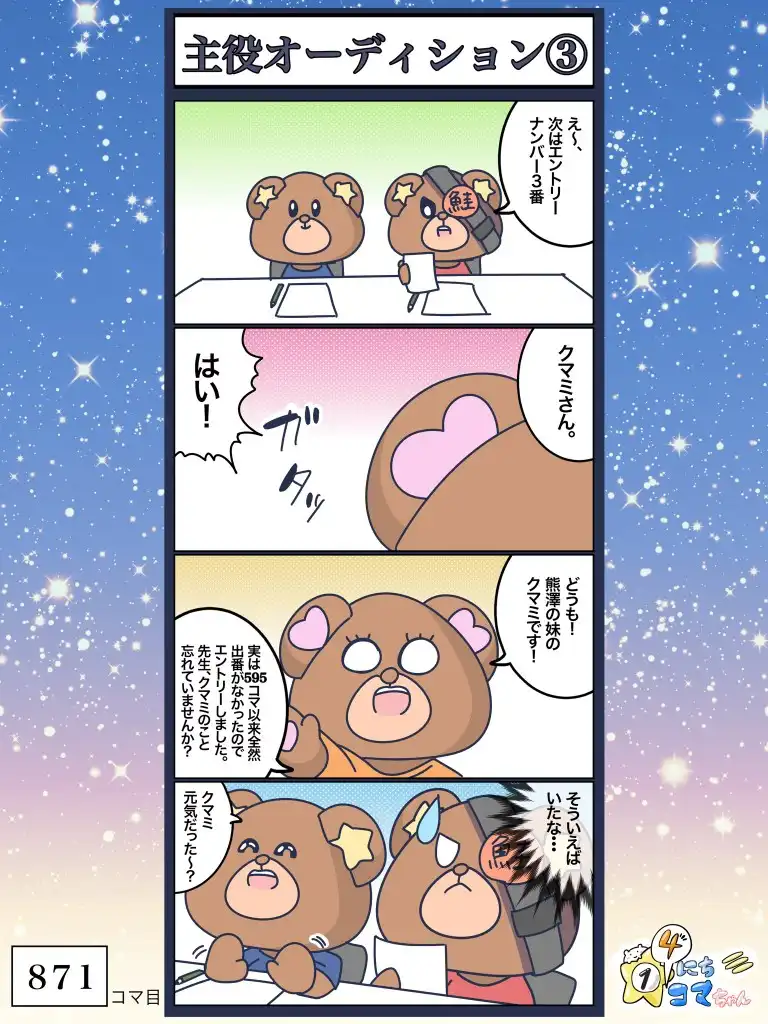 主役オーディション③
え〜、
次はエントリー
ナンバー3番
クマミさん。
ガタッ
はい!
どうも!
熊澤の妹の
クマミです!
実は595コマ以来全然
出番がなかったので
エントリーしました。
先生、クマミのこと
忘れていませんか?
そういえば
いたな…
クマミ
元気だった〜?
鮭
871
コマ目
1
4
にち
コマ
ちゃん